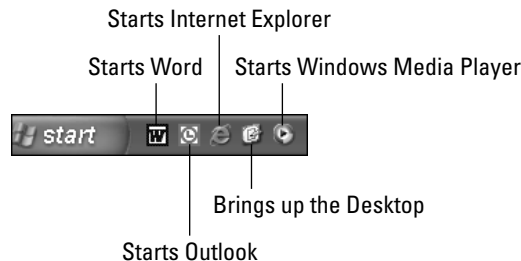 Starts Internet Explorer
Starts Word
Starts Windows Media Player
start
W
Brings up the Desktop
Starts Outlook